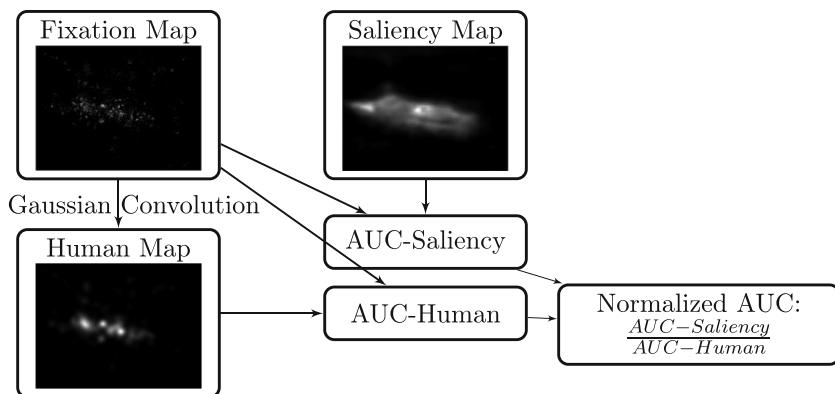 Fixation Map
Saliency Map
Gaussian Convolution
Human Map
AUC-Saliency
AUC-Human
Normalized AUC:
AUC−Saliency
AUC−Human